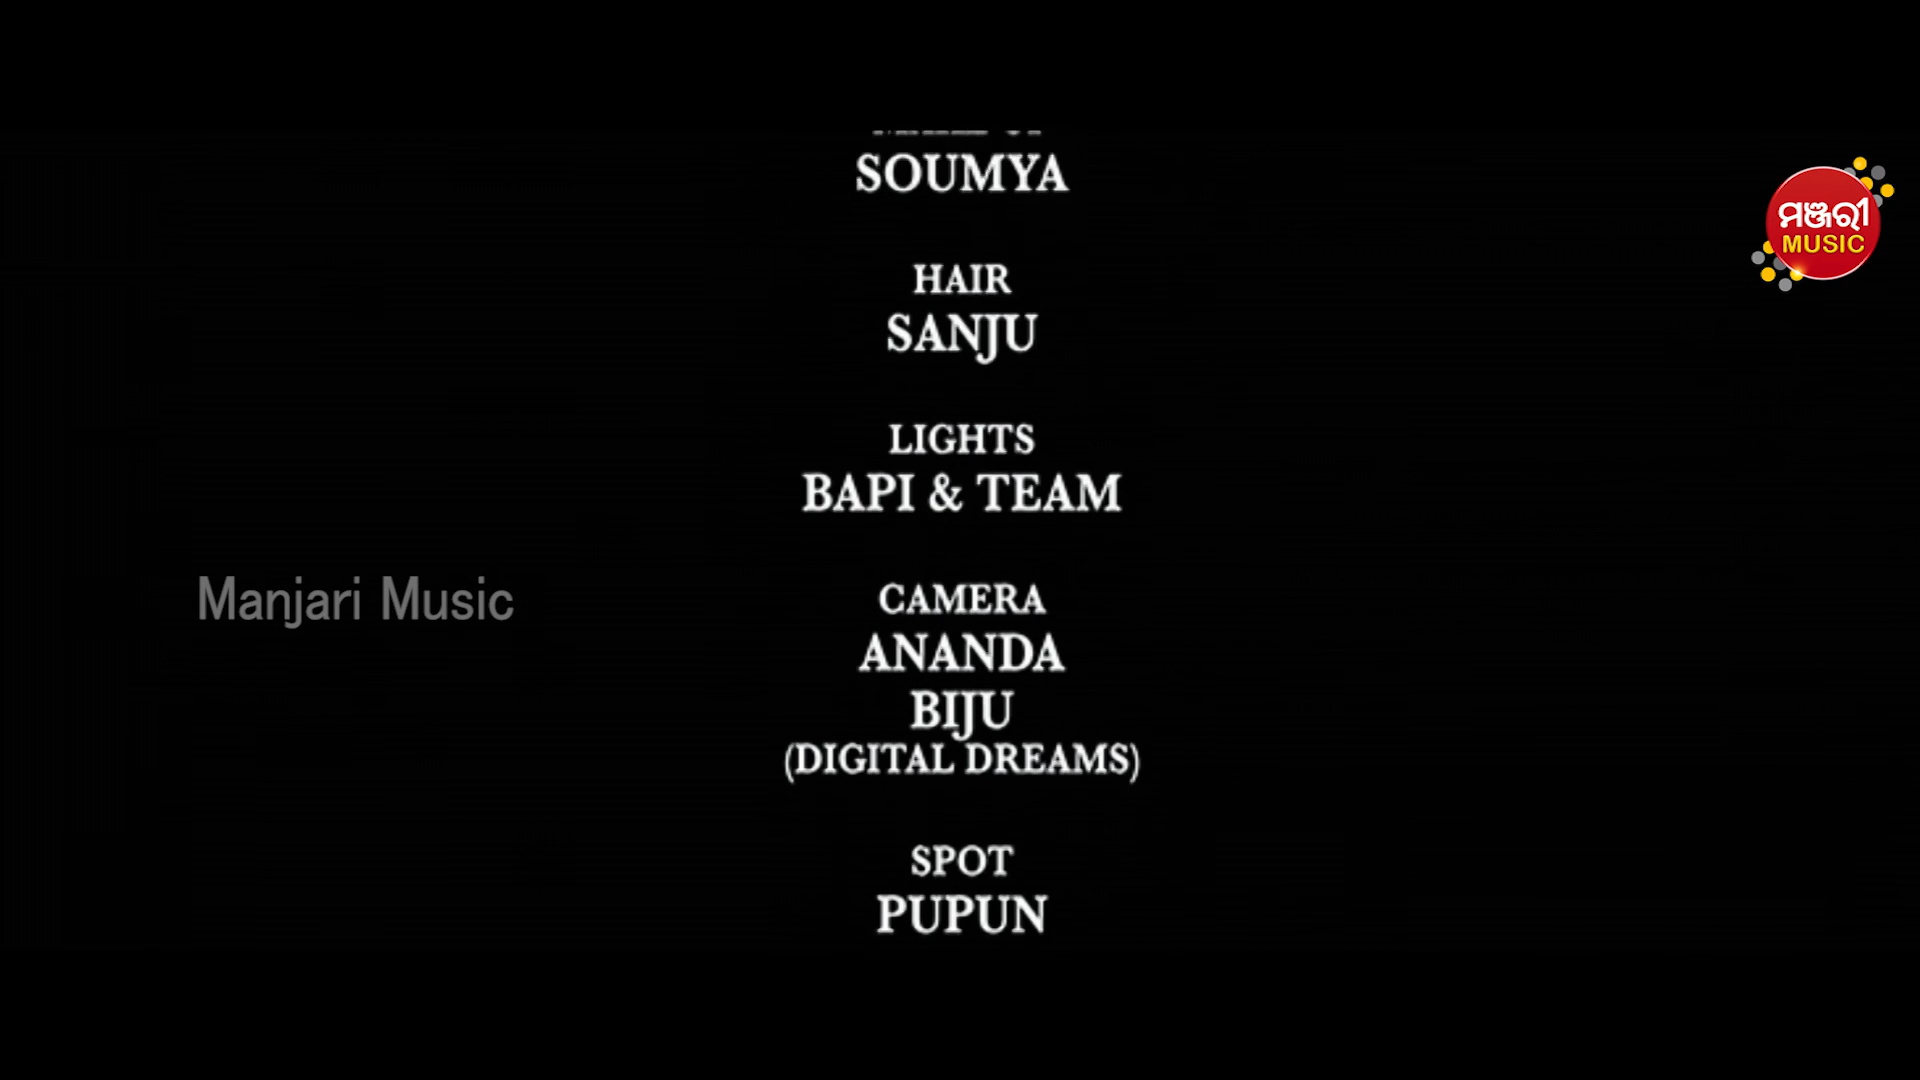 SOUMYA
HAIR
SANJU
LIGHTS
BAPI & TEAM
CAMERA
ANANDA
BIJU
(DIGITAL DREAMS)
SPOT
PUPUN
Manjari Music
ମଞ୍ଜରୀ
MUSIC